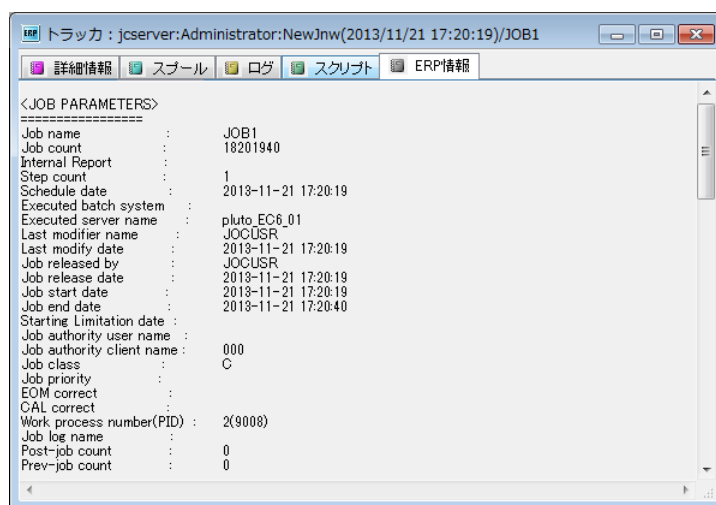 ERP トラッカ : jcserver:Administrator:NewJnw(2013/11/21 17:20:19)/JOB1
詳細情報 スプール ログ スクリプト ERP情報
<JOB PARAMETERS>
=================
Job name : JOB1
Job count : 18201940
Internal Report :
Step count : 1
Schedule date : 2013-11-21 17:20:19
Executed batch system :
Executed server name : pluto_EC6_01
Last modifier name : JOCUSR
Last modify date : 2013-11-21 17:20:19
Job released by : JOCUSR
Job release date : 2013-11-21 17:20:19
Job start date : 2013-11-21 17:20:19
Job end date : 2013-11-21 17:20:40
Starting Limitation date :
Job authority user name :
Job authority client name : 000
Job class : C
Job priority :
EOM correct :
CAL correct :
Work process number(PID) : 2(9008)
Job log name :
Post-job count : 0
Prev-job count : 0